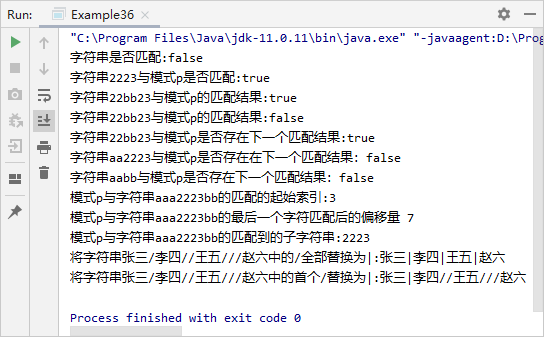 Run: Example36
"C:\Program Files\Java\jdk-11.0.11\bin\java.exe" "-javaagent:D:\Prog
字符串是否匹配:false
字符串2223与模式p是否匹配:true
字符串22bb23与模式p的匹配结果:true
字符串22bb23与模式p的匹配结果:false
字符串22bb23与模式p是否存在下一个匹配结果:true
字符串aa2223与模式p是否存在在下一个匹配结果: false
字符串aabb与模式p是否存在下一个匹配结果: false
模式p与字符串aaa2223bb的匹配的起始索引:3
模式p与字符串aaa2223bb的最后一个字符匹配后的偏移量 7
模式p与字符串aaa2223bb的匹配到的子字符串:2223
将字符串张三/李四//王五///赵六中的/全部替换为|:张三|李四|王五|赵六
将字符串张三/李四//王五///赵六中的首个/替换为|:张三|李四//王五///赵六
Process finished with exit code 0